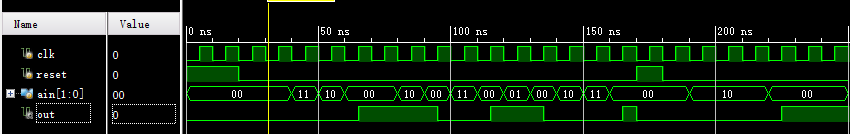 Name Value
0 ns 50 ns 100 ns 150 ns 200 ns
clk 0
reset 0
ain[1:0] 00 00 11 10 00 10 00 11 00 01 00 10 11 00 10 00
out 0